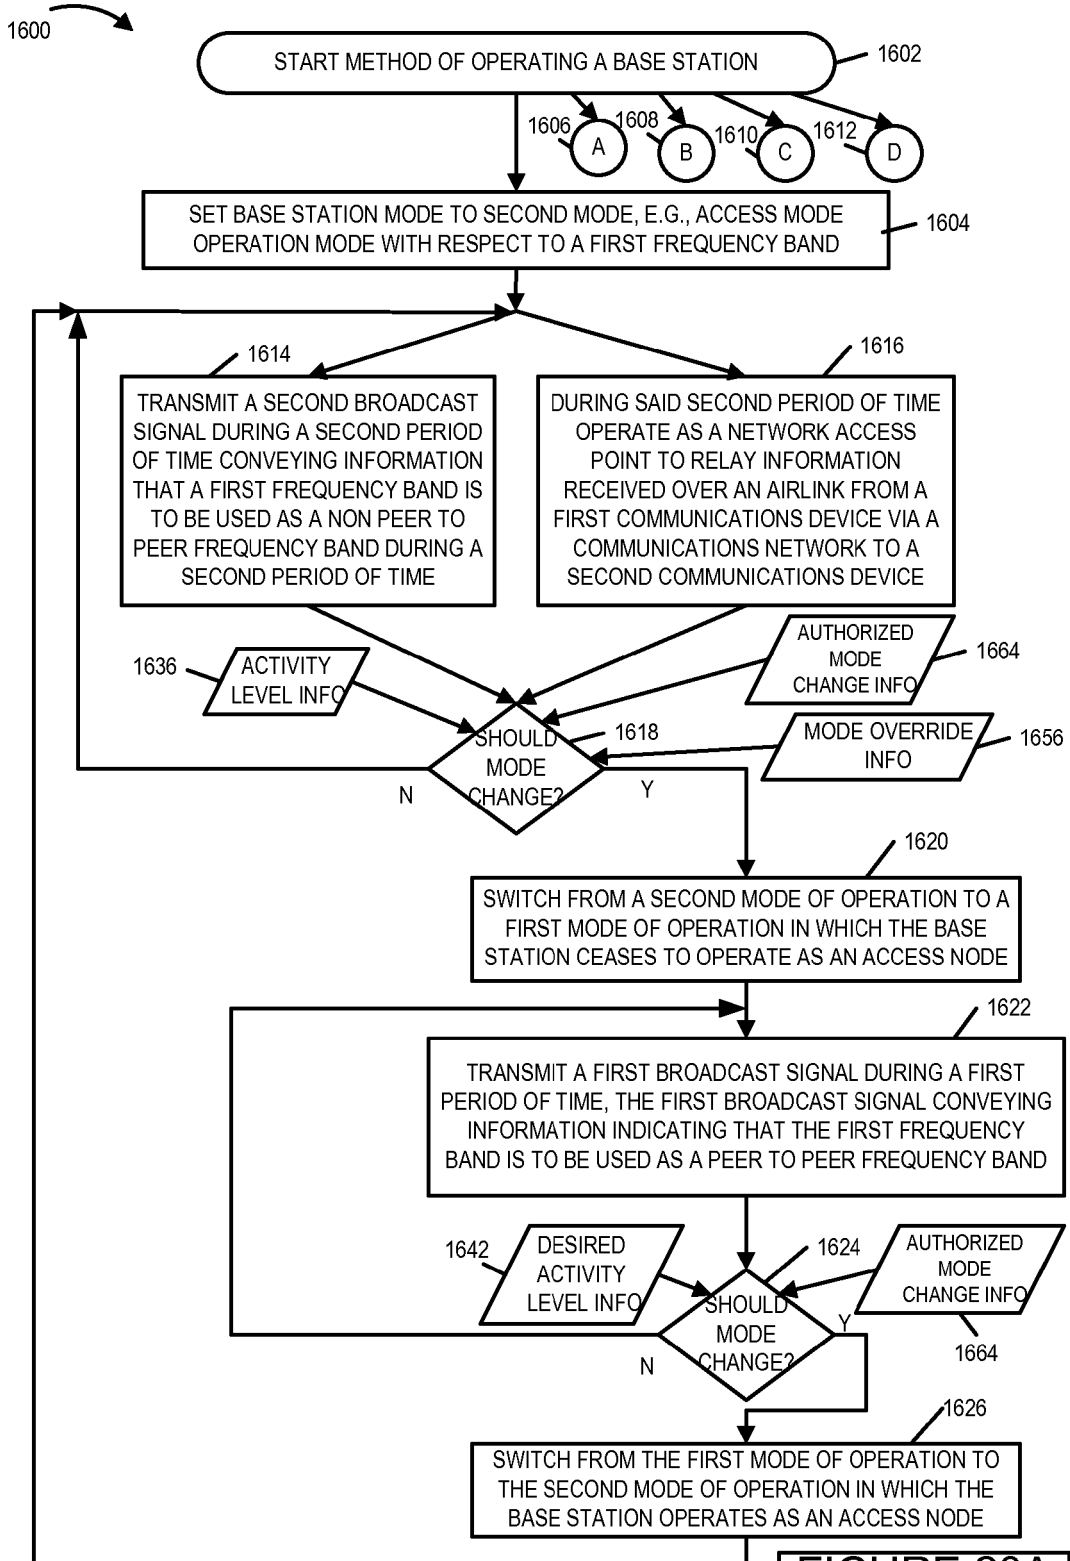 1600
START METHOD OF OPERATING A BASE STATION
1602
1606
A
1608
B
1610
C
1612
D
SET BASE STATION MODE TO SECOND MODE, E.G., ACCESS MODE
OPERATION MODE WITH RESPECT TO A FIRST FREQUENCY BAND
1604
1614
TRANSMIT A SECOND BROADCAST
SIGNAL DURING A SECOND PERIOD
OF TIME CONVEYING INFORMATION
THAT A FIRST FREQUENCY BAND IS
TO BE USED AS A NON PEER TO
PEER FREQUENCY BAND DURING A
SECOND PERIOD OF TIME
1616
DURING SAID SECOND PERIOD OF TIME
OPERATE AS A NETWORK ACCESS
POINT TO RELAY INFORMATION
RECEIVED OVER AN AIRLINK FROM A
FIRST COMMUNICATIONS DEVICE VIA A
COMMUNICATIONS NETWORK TO A
SECOND COMMUNICATIONS DEVICE
1636
ACTIVITY
LEVEL INFO
AUTHORIZED
MODE
CHANGE INFO
1664
MODE OVERRIDE
INFO
1656
1618
SHOULD
MODE
CHANGE?
N
Y
1620
SWITCH FROM A SECOND MODE OF OPERATION TO A
FIRST MODE OF OPERATION IN WHICH THE BASE
STATION CEASES TO OPERATE AS AN ACCESS NODE
1622
TRANSMIT A FIRST BROADCAST SIGNAL DURING A FIRST
PERIOD OF TIME, THE FIRST BROADCAST SIGNAL CONVEYING
INFORMATION INDICATING THAT THE FIRST FREQUENCY
BAND IS TO BE USED AS A PEER TO PEER FREQUENCY BAND
1642
DESIRED
ACTIVITY
LEVEL INFO
1624
AUTHORIZED
MODE
CHANGE INFO
1664
SHOULD
MODE
CHANGE?
N
Y
1626
SWITCH FROM THE FIRST MODE OF OPERATION TO
THE SECOND MODE OF OPERATION IN WHICH THE
BASE STATION OPERATES AS AN ACCESS NODE